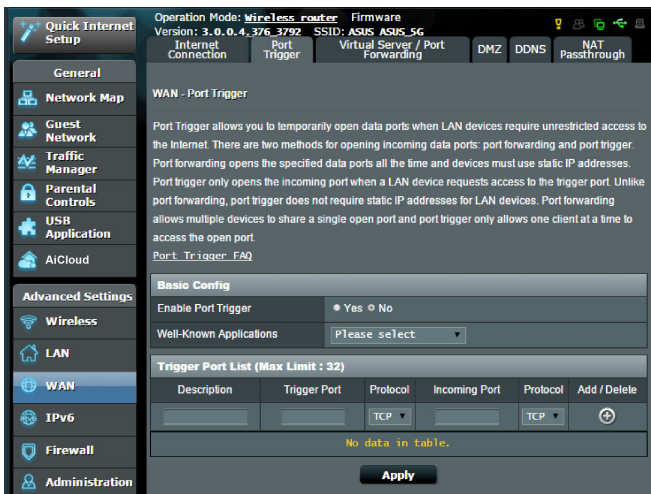 Quick Internet
Setup
Operation Mode: Wireless router Firmware
Version: 3.0.0.4_376_3792 SSID: ASUS ASUS_5G
Internet
Connection
Port
Trigger
Virtual Server / Port
Forwarding
DMZ
DDNS
NAT
Passthrough
General
Network Map
Guest
Network
Traffic
Manager
Parental
Controls
USB
Application
AiCloud
Advanced Settings
Wireless
LAN
WAN
IPv6
Firewall
Administration
WAN - Port Trigger
Port Trigger allows you to temporarily open data ports when LAN devices require unrestricted access to
the Internet. There are two methods for opening incoming data ports: port forwarding and port trigger.
Port forwarding opens the specified data ports all the time and devices must use static IP addresses.
Port trigger only opens the incoming port when a LAN device requests access to the trigger port. Unlike
port forwarding, port trigger does not require static IP addresses for LAN devices. Port forwarding
allows multiple devices to share a single open port and port trigger only allows one client at a time to
access the open port.
Port Trigger FAQ
Basic Config
Enable Port Trigger Yes No
Well-Known Applications Please select
Trigger Port List (Max Limit : 32)
Description Trigger Port Protocol Incoming Port Protocol Add / Delete
TCP TCP
No data in table.
Apply